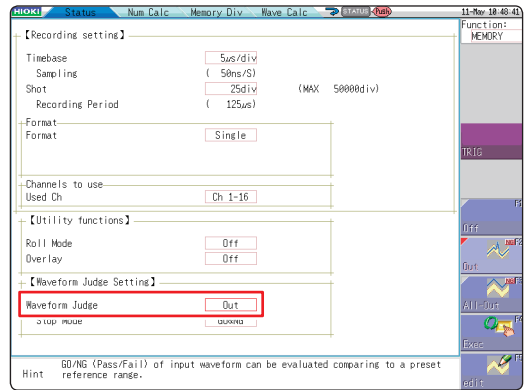 HIOKI Status Num Calc Memory Div Wave Calc STATUS Push 11-May 10:48:41
Function:
MEMORY
【Recording setting】
Timebase 5μs/div
Sampling ( 50ns/S)
Shot 25div (MAX 50000div)
Recording Period ( 125μs)
Format
Format Single
TRIG
Channels to use
Used Ch Ch 1-16
F1
Off
【Utility functions】
Roll Mode Off
Overlay Off
NG F2
Out
【Waveform Judge Setting】
NG F3
All-Out
Waveform Judge Out
Stop Mode GO&NG
F4
Exec
F5
edit
Hint GO/NG (Pass/Fail) of input waveform can be evaluated comparing to a preset
reference range.